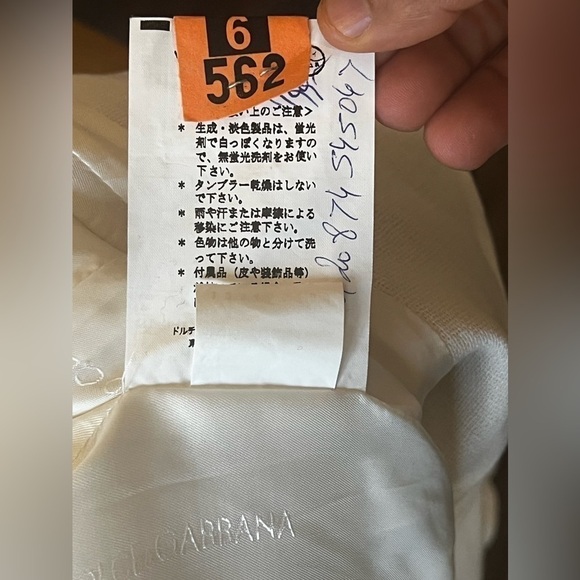 6
562
上のご注意>
* 生成・淡色製品は、蛍光
剤で白っぽくなりますの
で、無蛍光洗剤をお使い
下さい。
* タンブラー乾燥はしない
で下さい。
* 雨や汗または摩擦による
移染にご注意下さい。
* 色物は他の物と分けて洗
って下さい。
* 付属品（皮や装飾品等）
ドルチ
874 545047
GABBANA